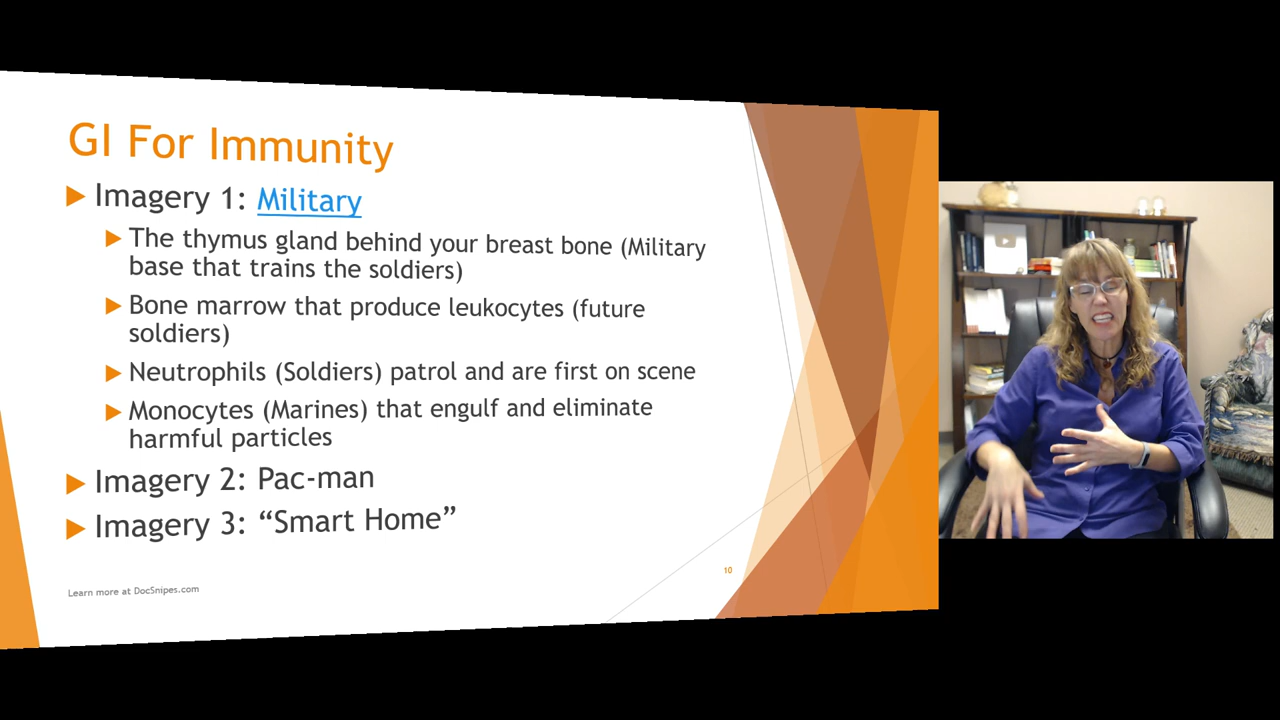 GI For Immunity
Imagery 1: Military
The thymus gland behind your breast bone (Military
base that trains the soldiers)
Bone marrow that produce leukocytes (future
soldiers)
Neutrophils (Soldiers) patrol and are first on scene
Monocytes (Marines) that engulf and eliminate
harmful particles
Imagery 2: Pac-man
Imagery 3: “Smart Home”
Learn more at DocSnipes.com
10